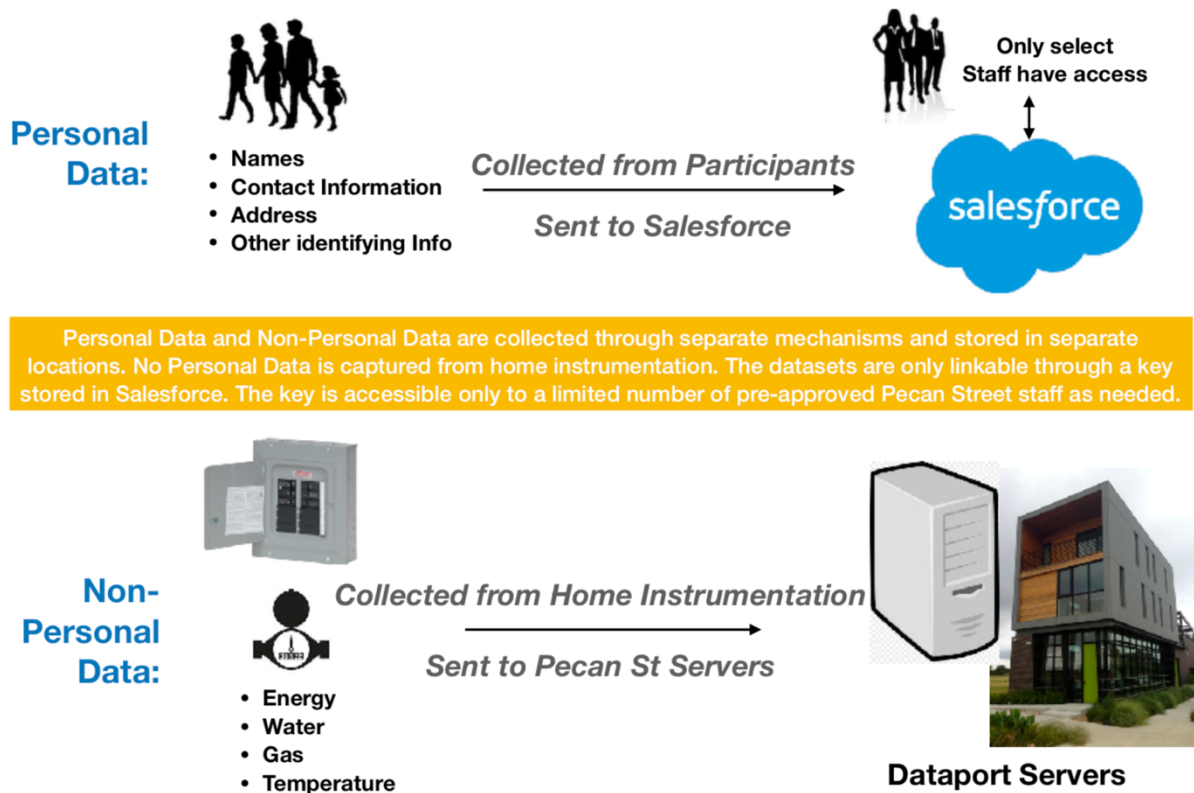 Only select
Staff have access
Personal
Data:
• Names
• Contact Information
• Address
• Other identifying Info
Collected from Participants
Sent to Salesforce
salesforce
Personal Data and Non-Personal Data are collected through separate mechanisms and stored in separate
locations. No Personal Data is captured from home instrumentation. The datasets are only linkable through a key
stored in Salesforce. The key is accessible only to a limited number of pre-approved Pecan Street staff as needed.
Non-
Personal
Data:
Collected from Home Instrumentation
Sent to Pecan St Servers
• Energy
• Water
• Gas
• Temperature
Dataport Servers